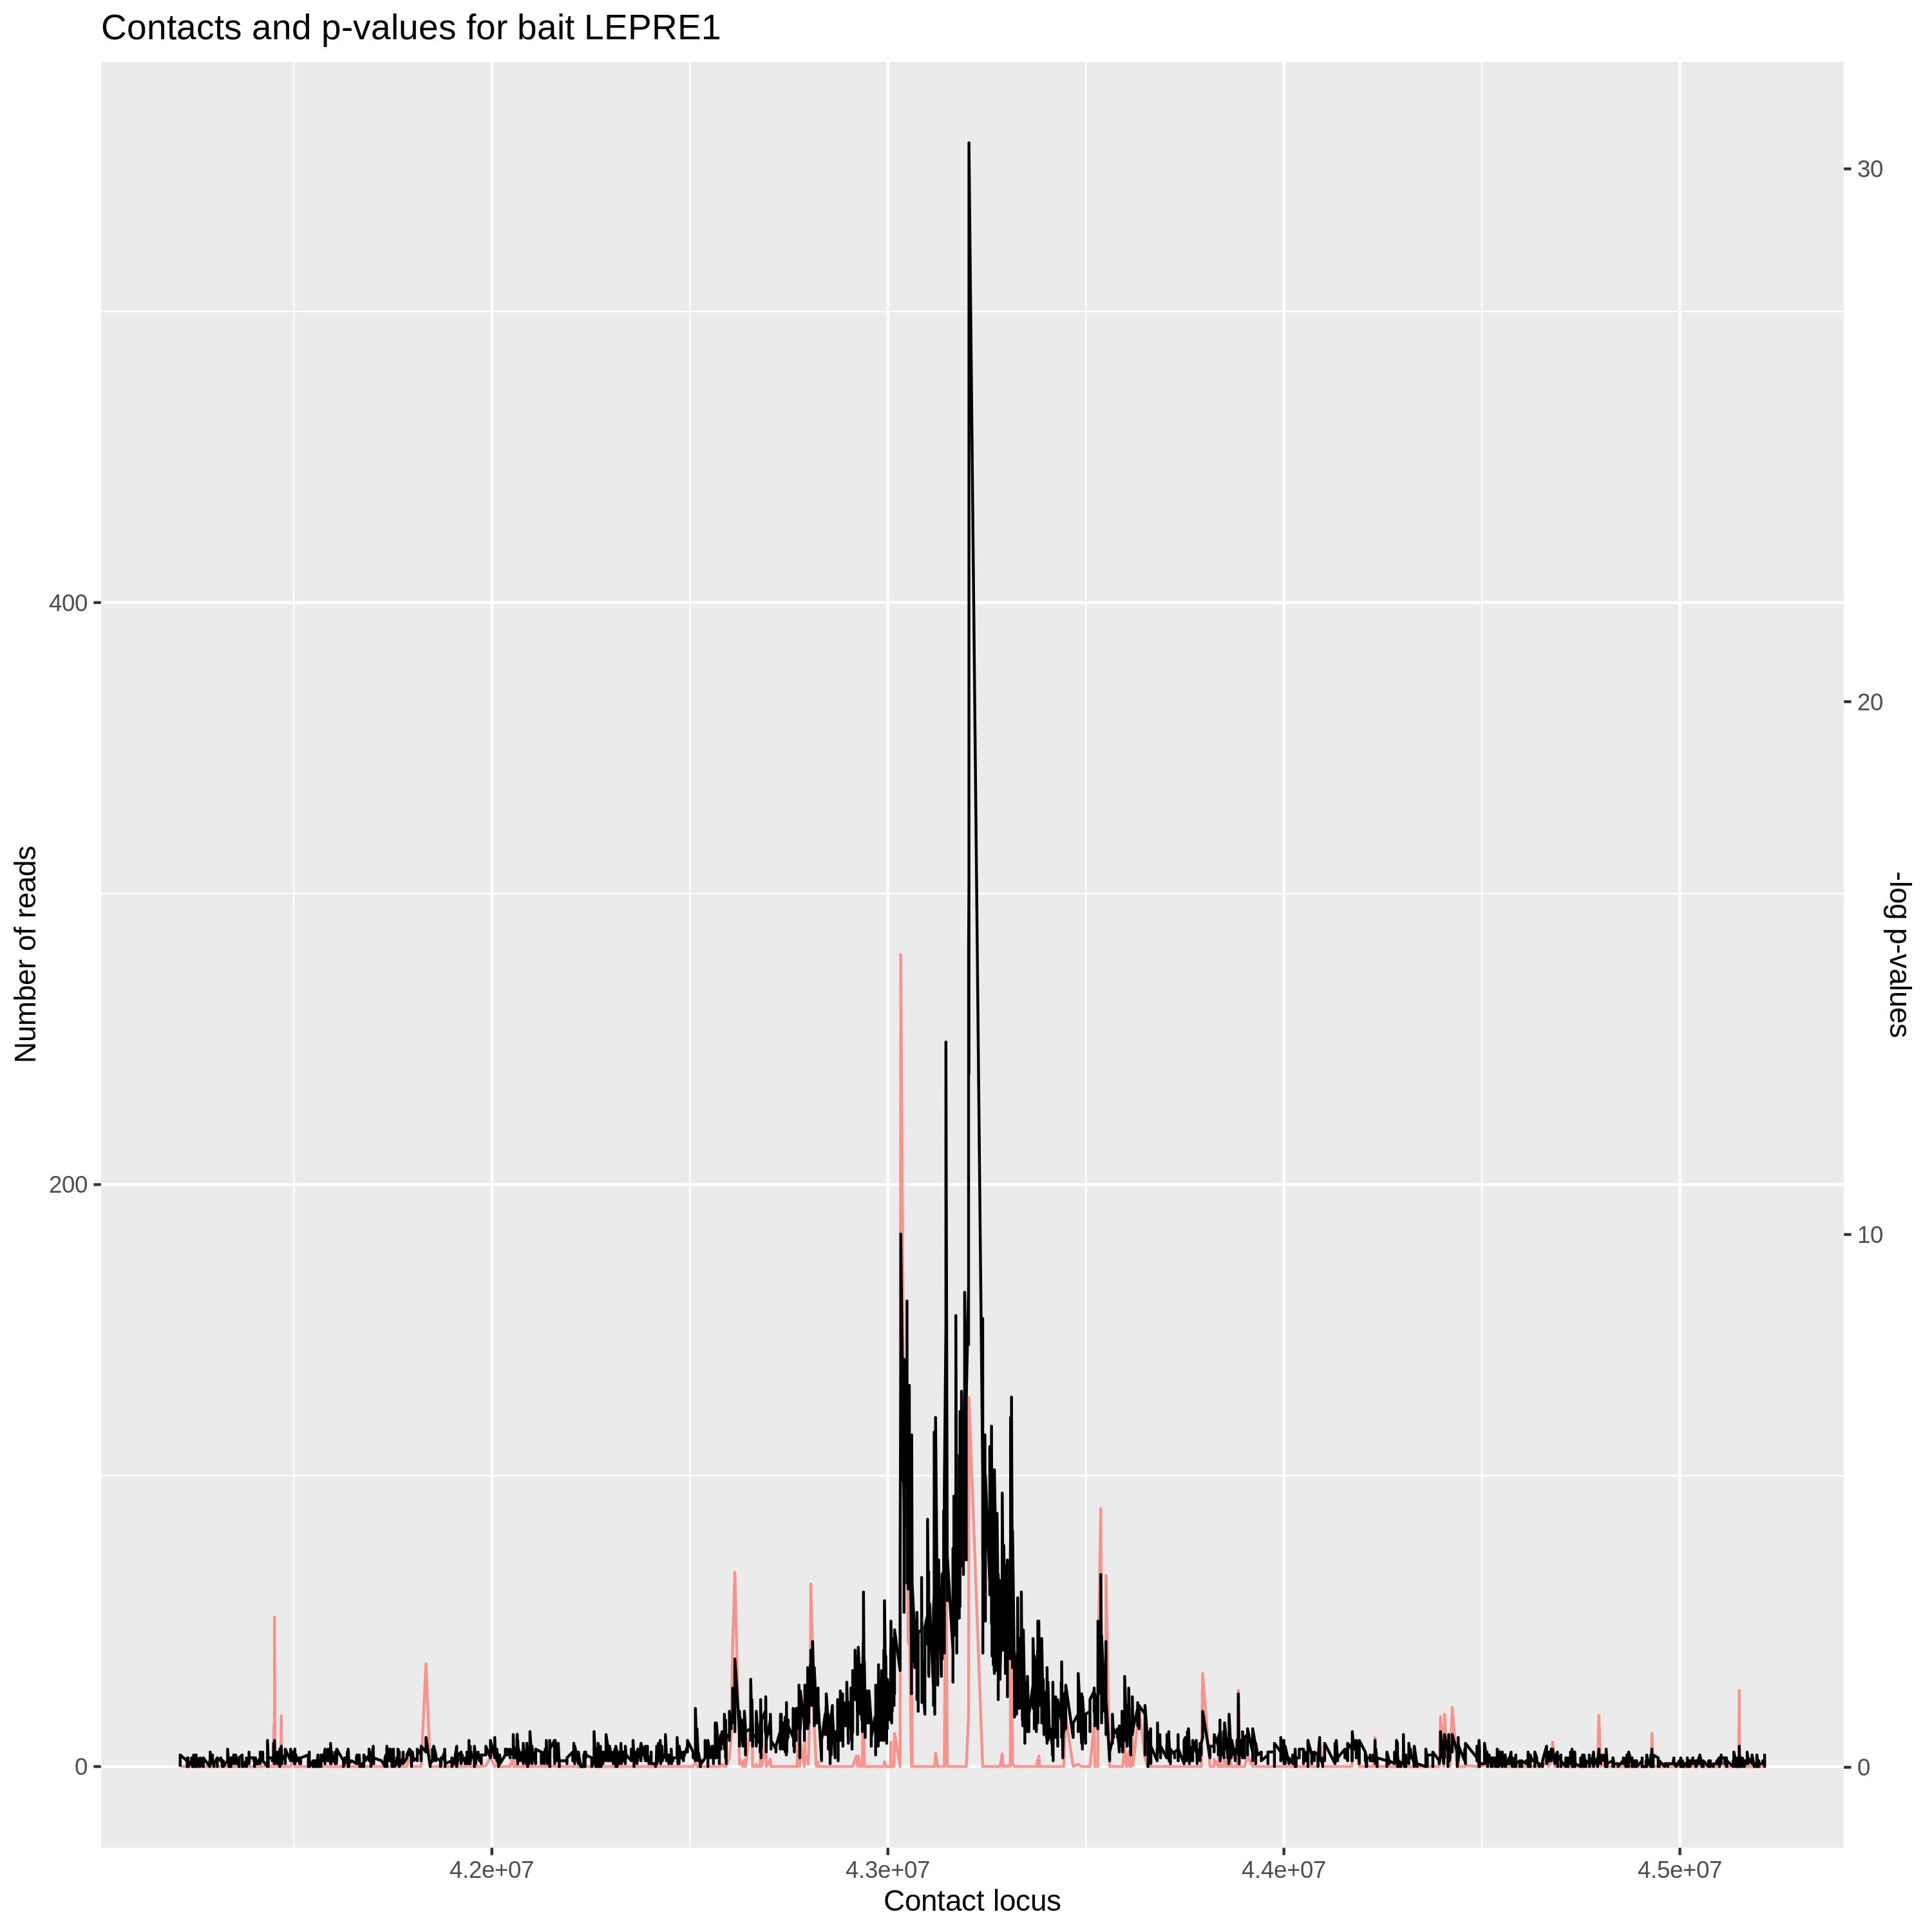 Contacts and p-values for bait LEPRE1
30
400
20
Number of reads
-log p-values
200
10
0
0
4.2e+07
4.3e+07
4.4e+07
4.5e+07
Contact locus